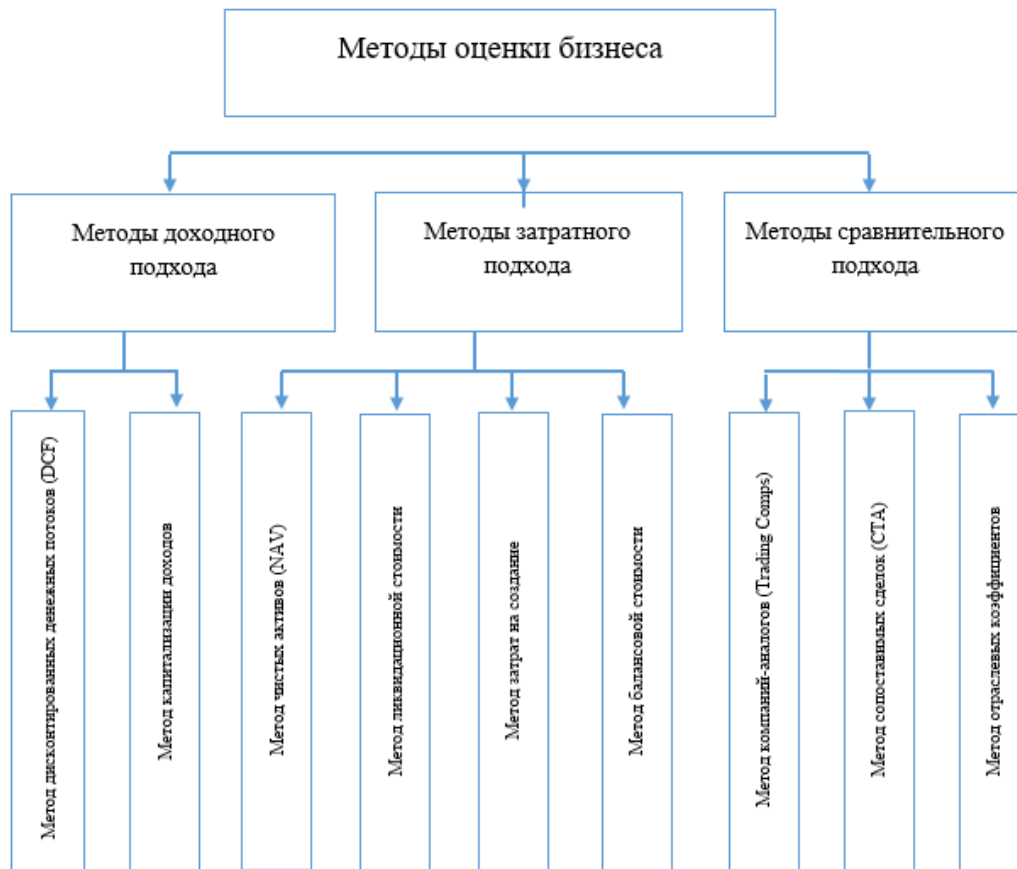 Методы оценки бизнеса
Методы доходного
подхода
Методы затратного
подхода
Методы сравнительного
подхода
Метод дисконтированных денежных потоков (DCF)
Метод капитализации доходов
Метод чистых активов (NAV)
Метод ликвидационной стоимости
Метод затрат на создание
Метод балансовой стоимости
Метод компаний-аналогов (Trading Comps)
Метод сопоставимых сделок (CTA)
Метод отраслевых коэффициентов